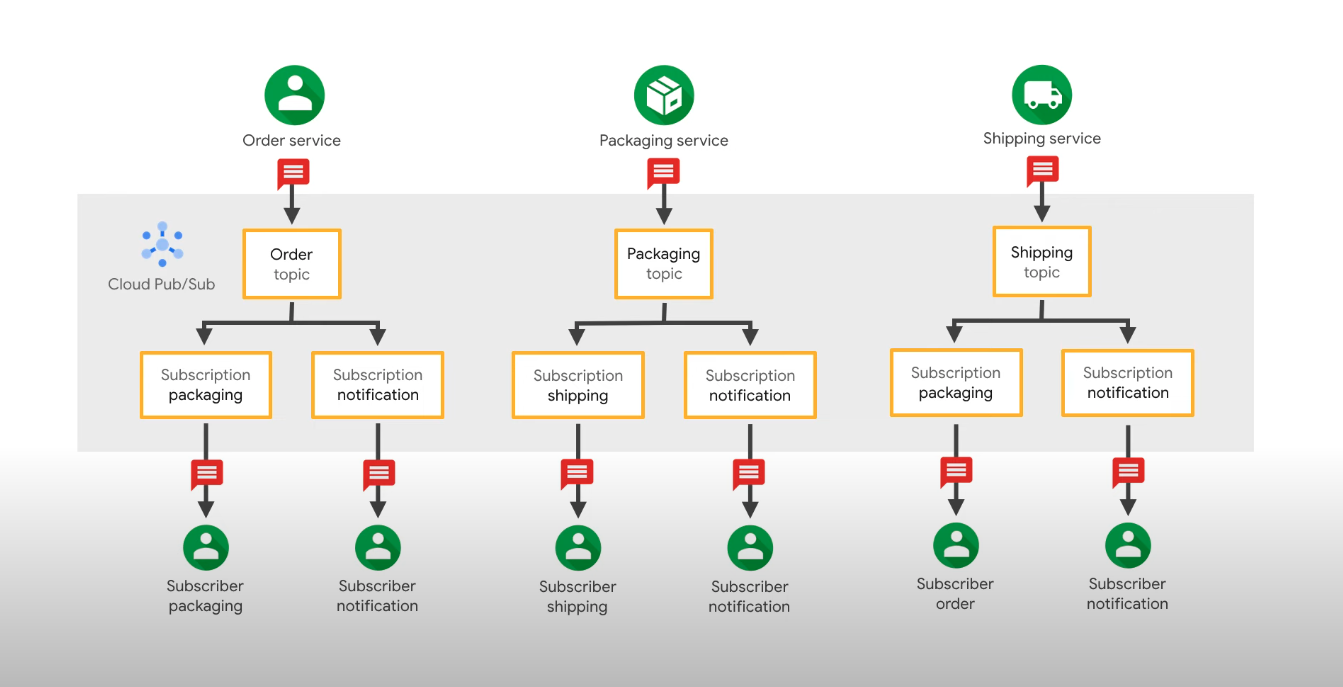 Order service
Packaging service
Shipping service
Cloud Pub/Sub
Order
topic
Packaging
topic
Shipping
topic
Subscription
packaging
Subscription
notification
Subscription
shipping
Subscription
notification
Subscription
packaging
Subscription
notification
Subscriber
packaging
Subscriber
notification
Subscriber
shipping
Subscriber
notification
Subscriber
order
Subscriber
notification